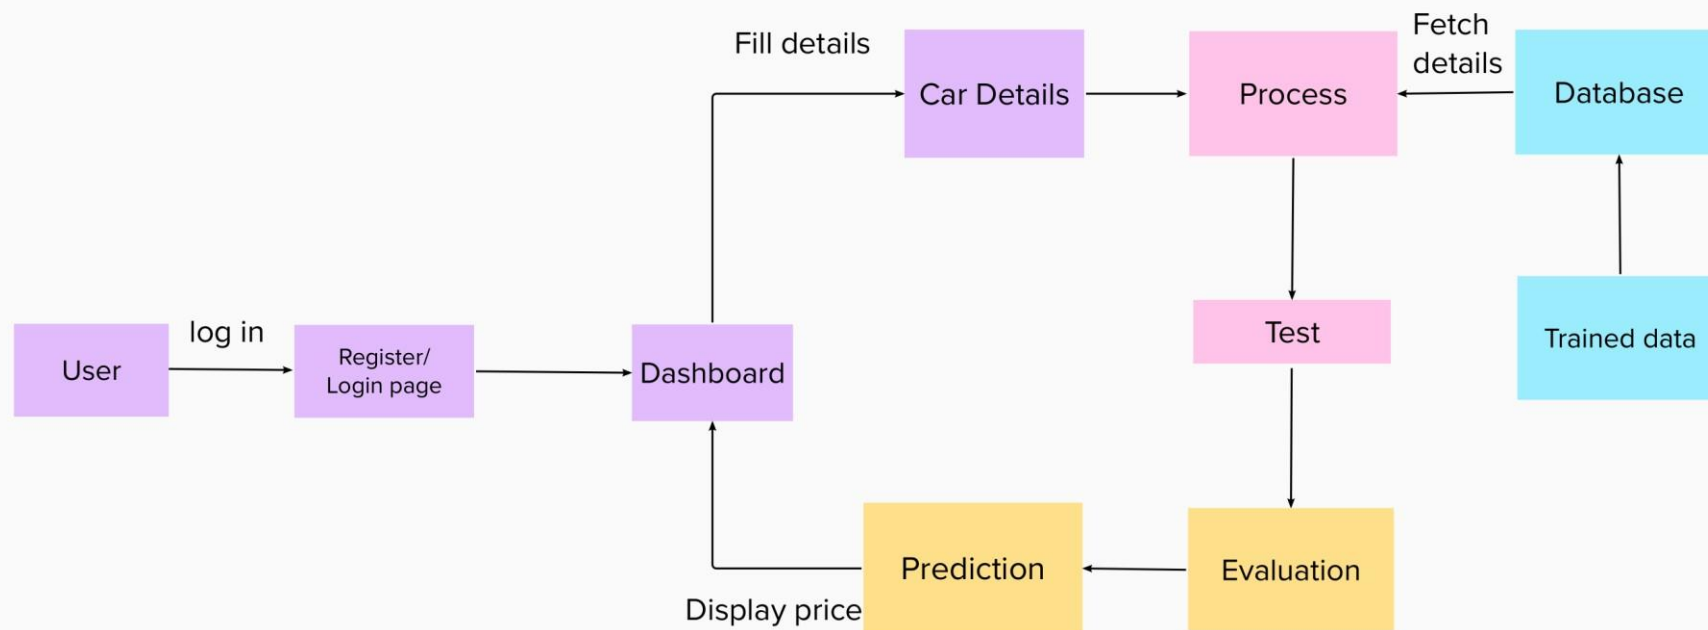 Fill details
Car Details
Process
Fetch
details
Database
User
log in
Register/
Login page
Dashboard
Test
Trained data
Prediction
Evaluation
Display price